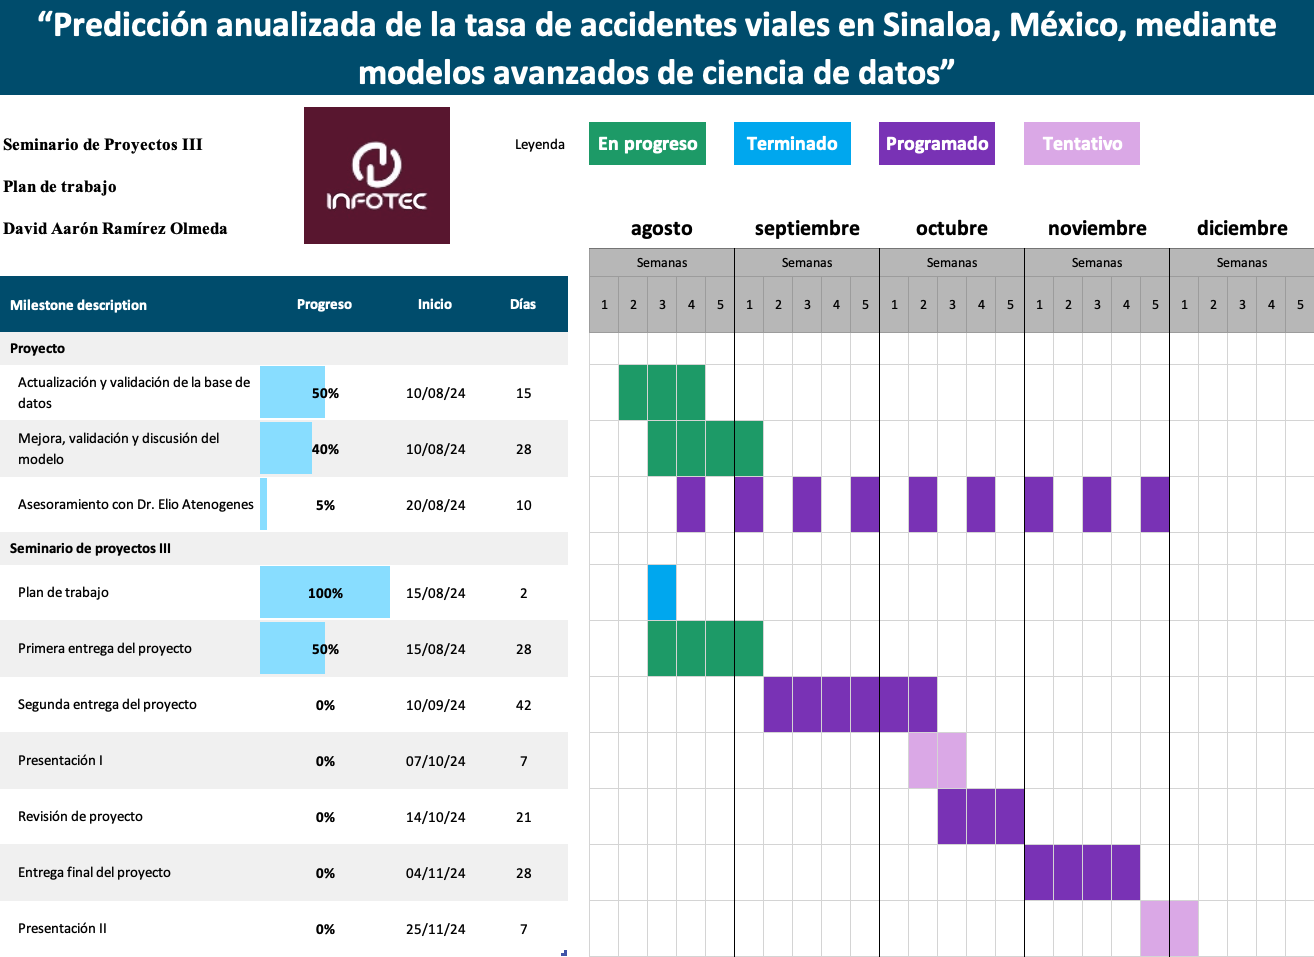 “Predicción anualizada de la tasa de accidentes viales en Sinaloa, México, mediante
modelos avanzados de ciencia de datos”
Seminario de Proyectos III
Plan de trabajo
David Aarón Ramírez Olmeda
INFOTEC
Leyenda
En progreso Terminado Programado Tentativo
agosto septiembre octubre noviembre diciembre
Semanas Semanas Semanas Semanas Semanas
Milestone description Progreso Inicio Días 1 2 3 4 5 1 2 3 4 5 1 2 3 4 5 1 2 3 4 5 1 2 3 4 5
Proyecto
Actualización y validación de la base de
datos
50% 10/08/24 15
Mejora, validación y discusión del
modelo
40% 10/08/24 28
Asesoramiento con Dr. Elio Atenogenes 5% 20/08/24 10
Seminario de proyectos III
Plan de trabajo 100% 15/08/24 2
Primera entrega del proyecto 50% 15/08/24 28
Segunda entrega del proyecto 0% 10/09/24 42
Presentación I 0% 07/10/24 7
Revisión de proyecto 0% 14/10/24 21
Entrega final del proyecto 0% 04/11/24 28
Presentación II 0% 25/11/24 7